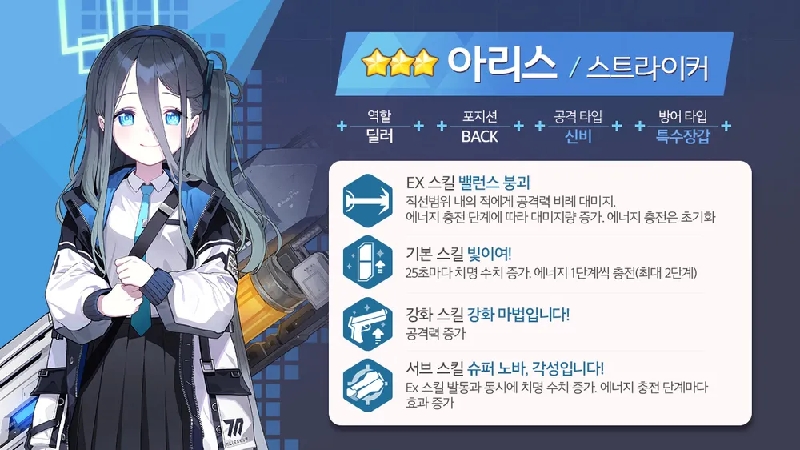 아리스 / 스트라이커
역할
딜러
포지션
BACK
공격 타입
신비
방어 타입
특수장갑
EX 스킬 밸런스 붕괴
직선범위 내의 적에게 공격력 비례 대미지.
에너지 충전 단계에 따라 대미지량 증가. 에너지 충전은 초기화
기본 스킬 빛이여!
25초마다 치명 수치 증가. 에너지 1단계씩 충전(최대 2단계)
강화 스킬 강화 마법입니다!
공격력 증가
서브 스킬 슈퍼 노바, 각성입니다!
Ex 스킬 발동과 동시에 치명 수치 증가. 에너지 충전 단계마다
효과 증가